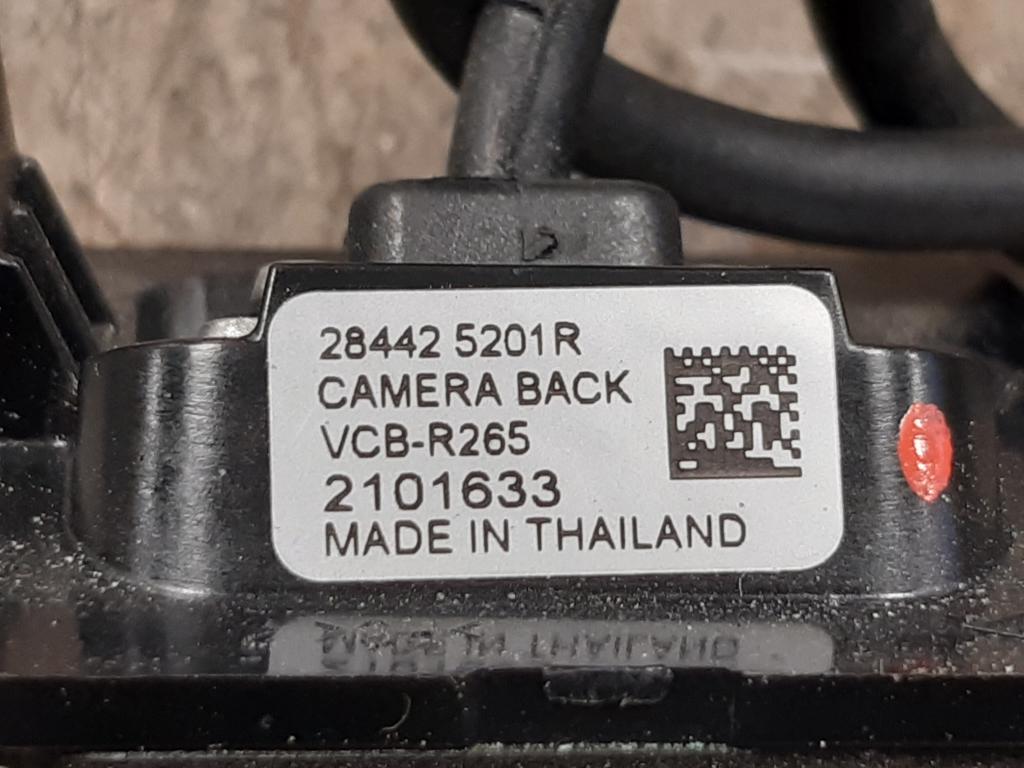 28442 5201R
CAMERA BACK
VCB-R265
2101633
MADE IN THAILAND